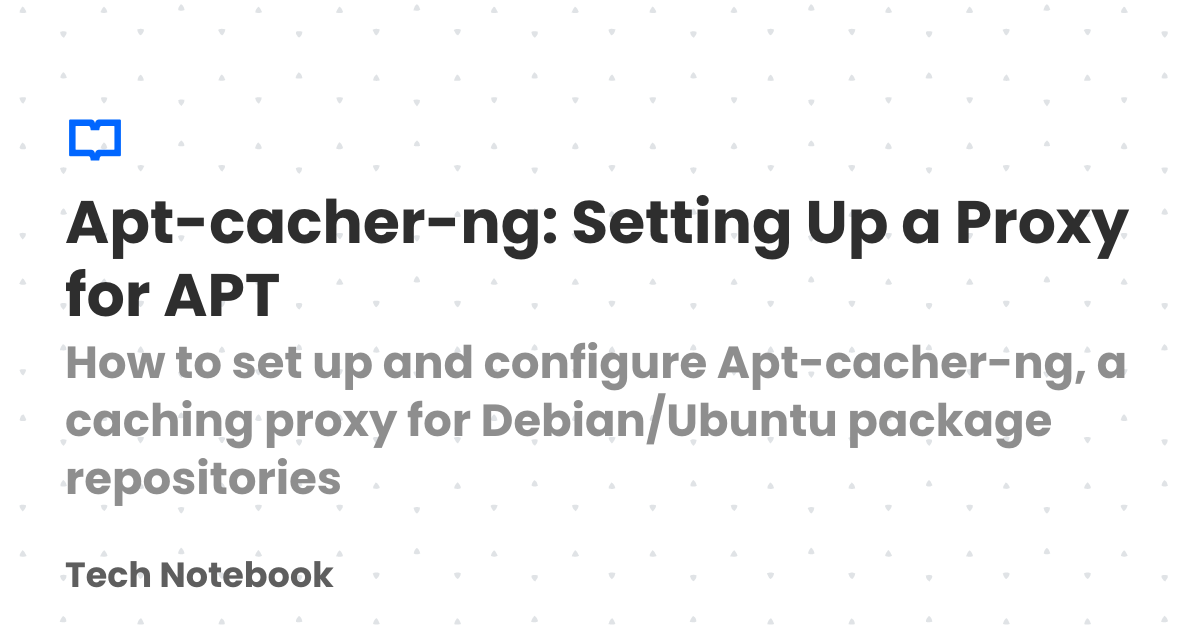 Apt-cacher-ng: Setting Up a Proxy
for APT
How to set up and configure Apt-cacher-ng, a
caching proxy for Debian/Ubuntu package
repositories
Tech Notebook